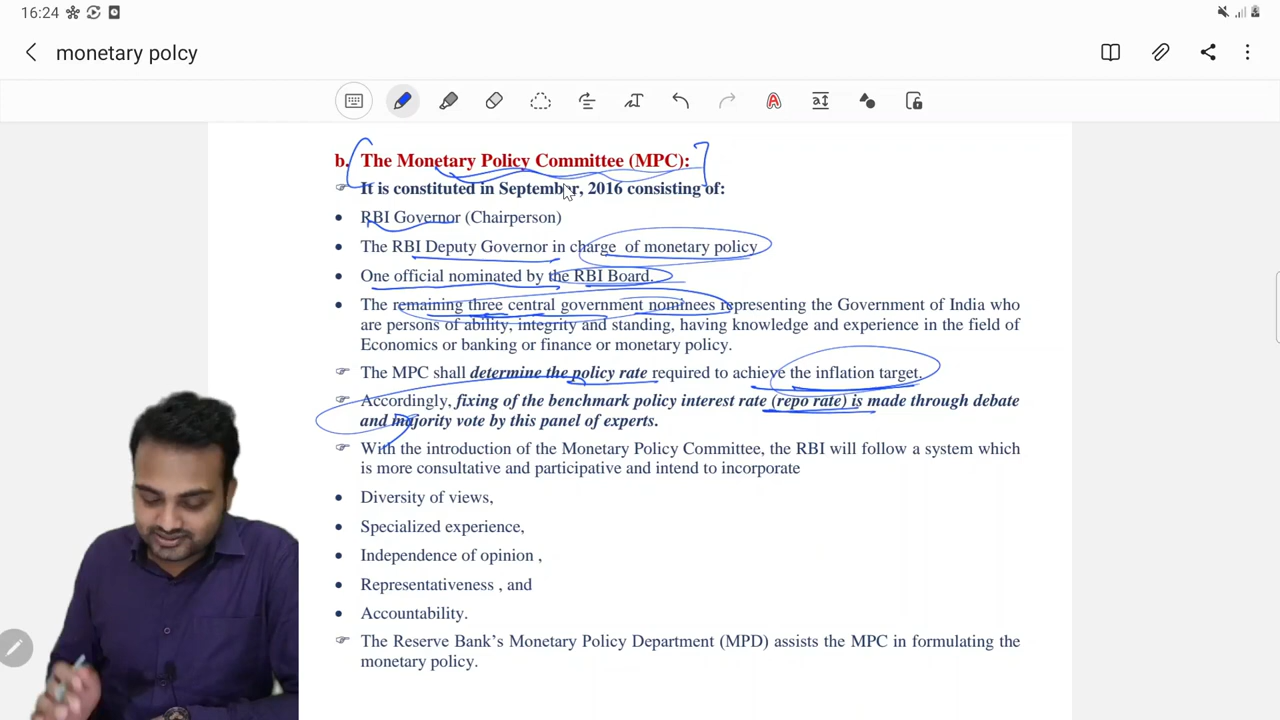 16:24
monetary polcy
b. The Monetary Policy Committee (MPC):
It is constituted in September, 2016 consisting of:
• RBI Governor (Chairperson)
• The RBI Deputy Governor in charge of monetary policy
• One official nominated by the RBI Board.
• The remaining three central government nominees representing the Government of India who
are persons of ability, integrity and standing, having knowledge and experience in the field of
Economics or banking or finance or monetary policy.
The MPC shall determine the policy rate required to achieve the inflation target.
Accordingly, fixing of the benchmark policy interest rate (repo rate) is made through debate
and majority vote by this panel of experts.
With the introduction of the Monetary Policy Committee, the RBI will follow a system which
is more consultative and participative and intend to incorporate
• Diversity of views,
• Specialized experience,
• Independence of opinion ,
• Representativeness , and
• Accountability.
The Reserve Bank’s Monetary Policy Department (MPD) assists the MPC in formulating the
monetary policy.